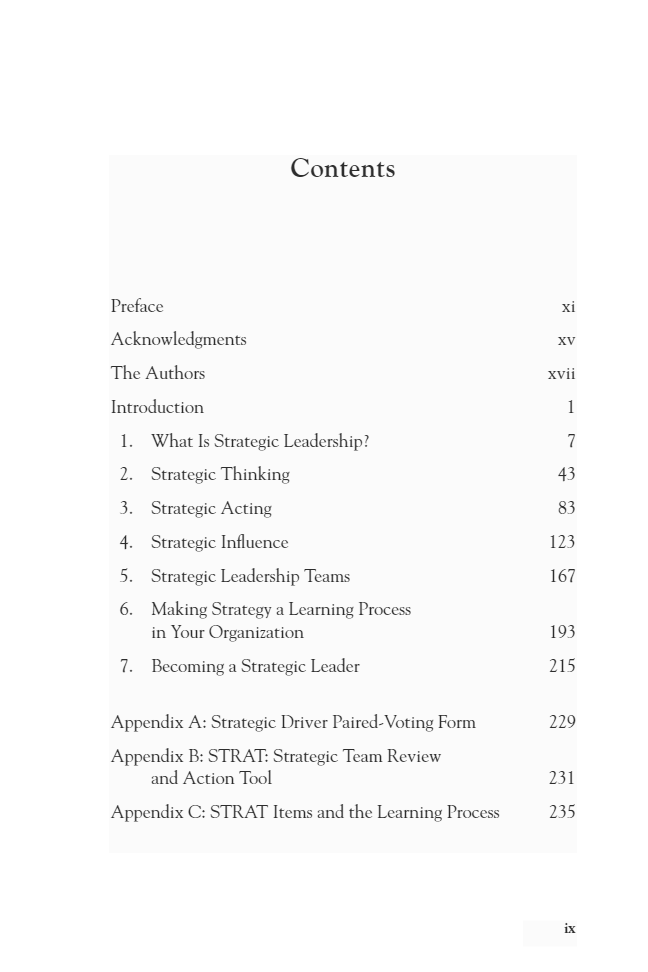 Contents
Preface xi
Acknowledgments xv
The Authors xvii
Introduction 1
1. What Is Strategic Leadership? 7
2. Strategic Thinking 43
3. Strategic Acting 83
4. Strategic Influence 123
5. Strategic Leadership Teams 167
6. Making Strategy a Learning Process
in Your Organization 193
7. Becoming a Strategic Leader 215
Appendix A: Strategic Driver Paired-Voting Form 229
Appendix B: STRAT: Strategic Team Review
and Action Tool 231
Appendix C: STRAT Items and the Learning Process 235
ix